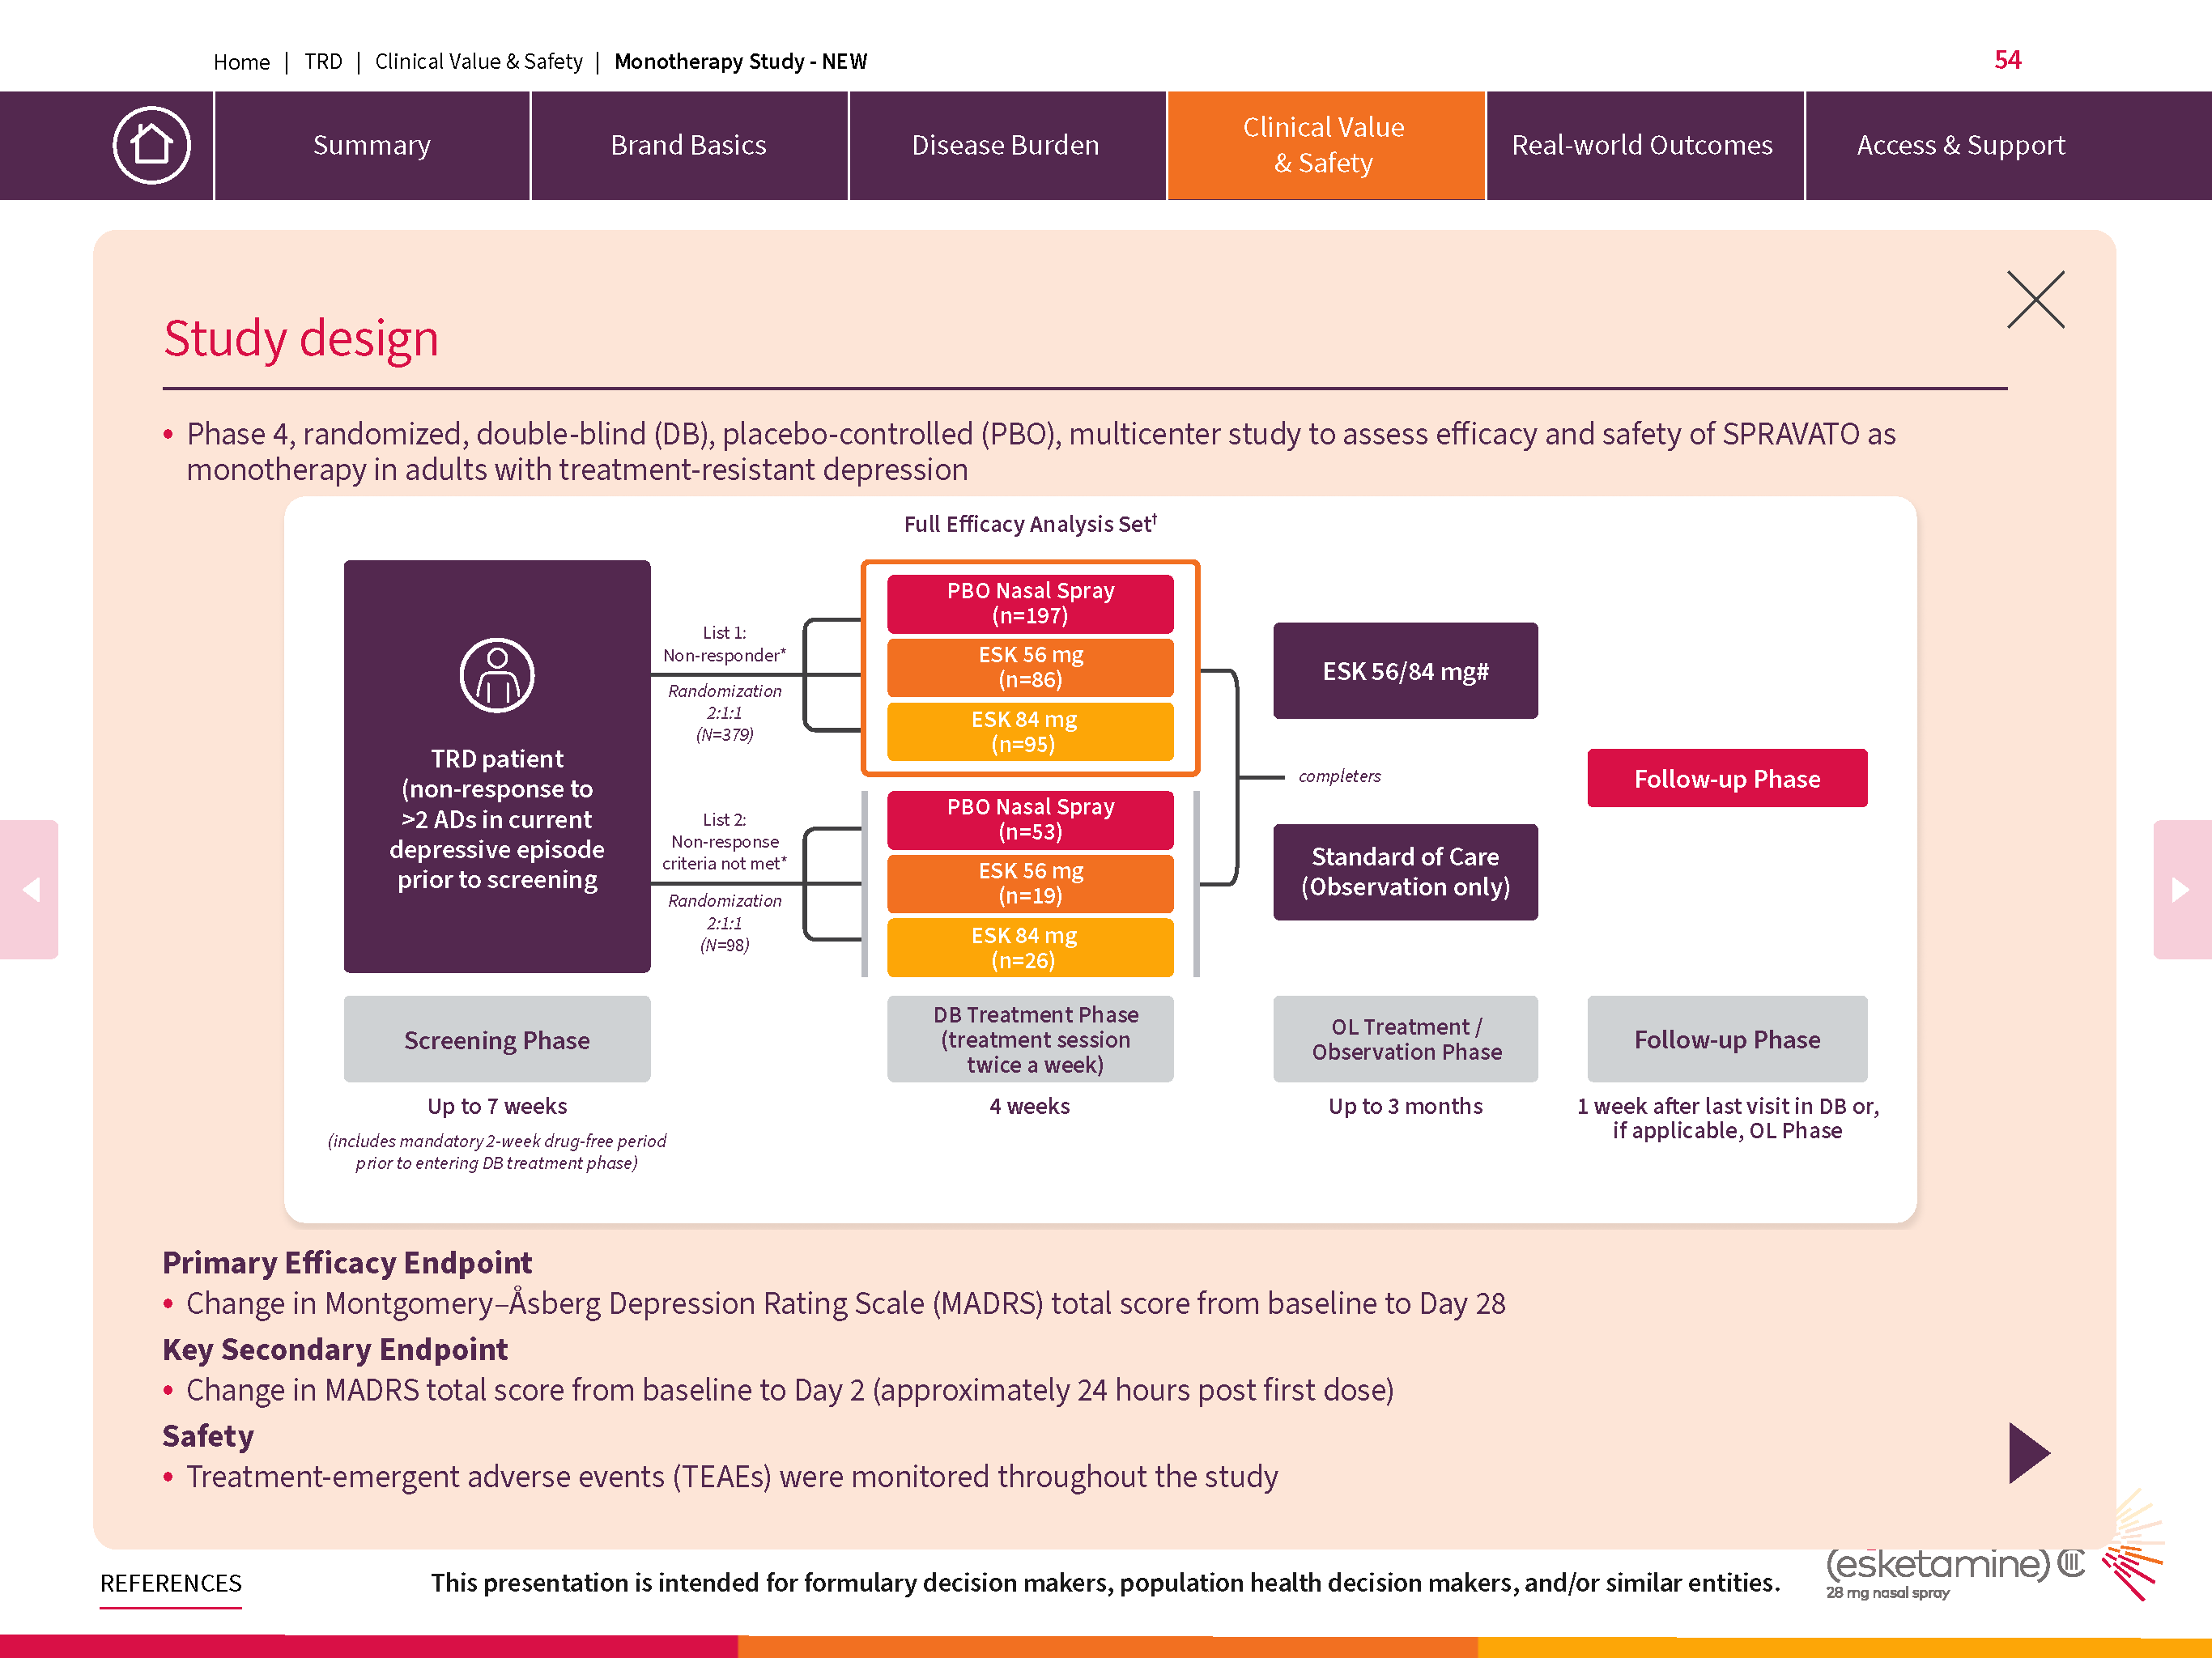 Home | TRD | Clinical Value & Safety | Monotherapy Study - NEW
54
Summary
Brand Basics
Disease Burden
Clinical Value
& Safety
Real-world Outcomes
Access & Support
Study design
• Phase 4, randomized, double-blind (DB), placebo-controlled (PBO), multicenter study to assess efficacy and safety of SPRAVATO as
monotherapy in adults with treatment-resistant depression
Full Efficacy Analysis Set†
TRD patient
(non-response to
>2 ADs in current
depressive episode
prior to screening
List 1:
Non-responder*
Randomization
2:1:1
(N=379)
PBO Nasal Spray
(n=197)
ESK 56 mg
(n=86)
ESK 84 mg
(n=95)
List 2:
Non-response
criteria not met*
Randomization
2:1:1
(N=98)
PBO Nasal Spray
(n=53)
ESK 56 mg
(n=19)
ESK 84 mg
(n=26)
ESK 56/84 mg#
completers
Standard of Care
(Observation only)
Follow-up Phase
Screening Phase
DB Treatment Phase
(treatment session
twice a week)
OL Treatment /
Observation Phase
Follow-up Phase
Up to 7 weeks
(includes mandatory 2-week drug-free period
prior to entering DB treatment phase)
4 weeks
Up to 3 months
1 week after last visit in DB or,
if applicable, OL Phase
Primary Efficacy Endpoint
• Change in Montgomery–Åsberg Depression Rating Scale (MADRS) total score from baseline to Day 28
Key Secondary Endpoint
• Change in MADRS total score from baseline to Day 2 (approximately 24 hours post first dose)
Safety
• Treatment-emergent adverse events (TEAEs) were monitored throughout the study
REFERENCES
This presentation is intended for formulary decision makers, population health decision makers, and/or similar entities.
(esketamine) CIII
28 mg nasal spray